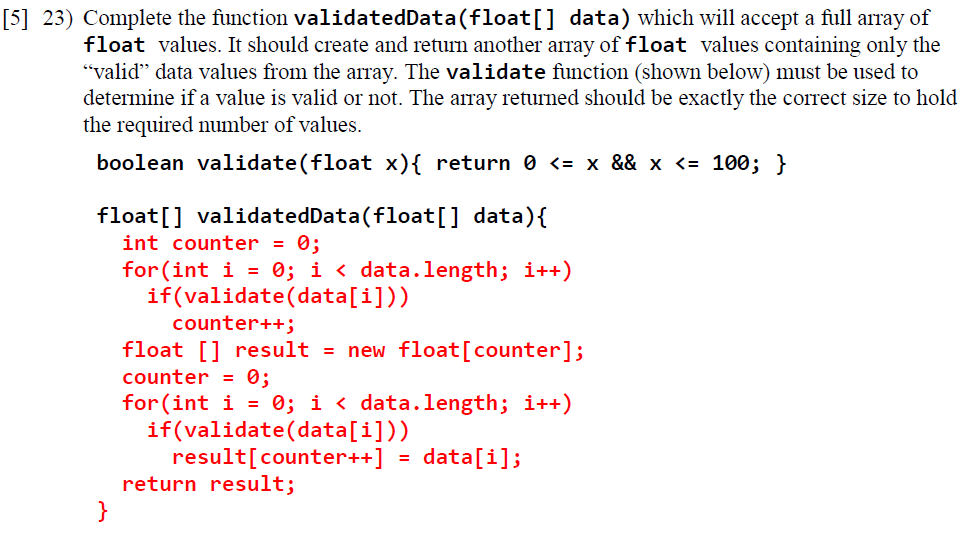 [5] 23) Complete the function validatedData(float[] data) which will accept a full array of
float values. It should create and return another array of float values containing only the
“valid” data values from the array. The validate function (shown below) must be used to
determine if a value is valid or not. The array returned should be exactly the correct size to hold
the required number of values.
boolean validate(float x){ return 0 <= x && x <= 100; }
float[] validatedData(float[] data){
int counter = 0;
for(int i = 0; i < data.length; i++)
if(validate(data[i]))
counter++;
float [] result = new float[counter];
counter = 0;
for(int i = 0; i < data.length; i++)
if(validate(data[i]))
result[counter++] = data[i];
return result;
}